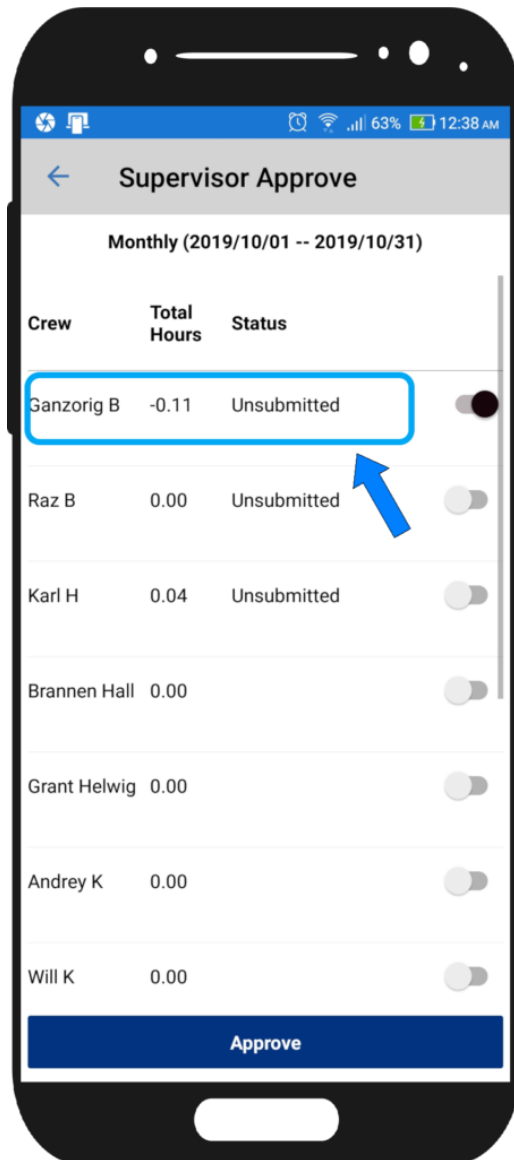 63% 12:38 AM
Supervisor Approve
Monthly (2019/10/01 -- 2019/10/31)
Crew Total Hours Status
Ganzorig B -0.11 Unsubmitted
Raz B 0.00 Unsubmitted
Karl H 0.04 Unsubmitted
Brannen Hall 0.00
Grant Helwig 0.00
Andrey K 0.00
Will K 0.00
Approve